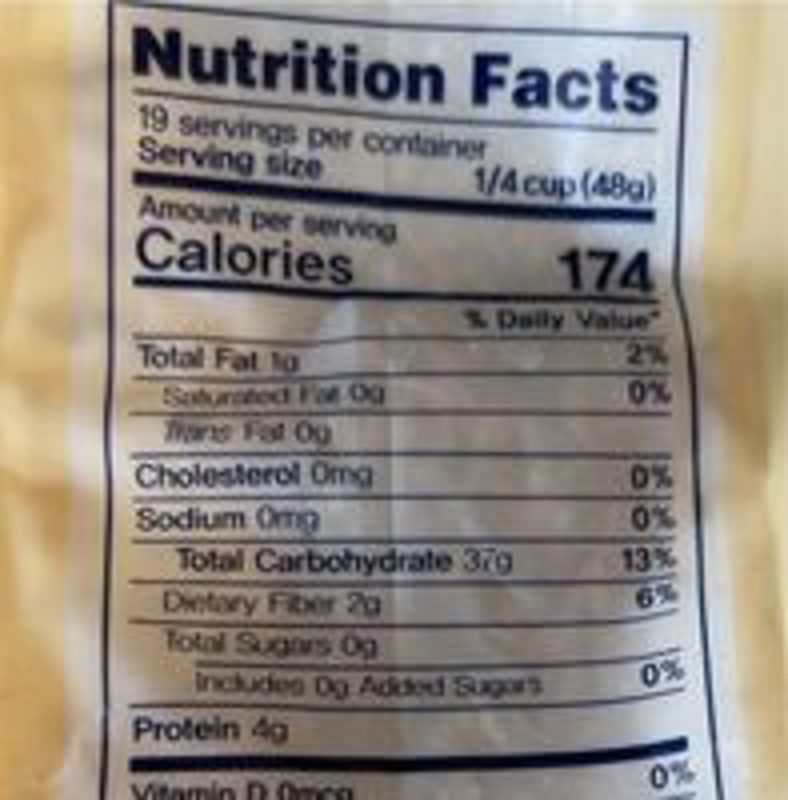 Nutrition Facts
19 servings per container
Serving size 1/4 cup (48g)
Amount per serving
Calories 174
% Daily Value*
Total Fat 1g 2%
Saturated Fat 0g 0%
Trans Fat 0g
Cholesterol 0mg 0%
Sodium 0mg 0%
Total Carbohydrate 37g 13%
Dietary Fiber 2g 6%
Total Sugars 0g
Includes 0g Added Sugars 0%
Protein 4g
Vitamin D 0mcg 0%